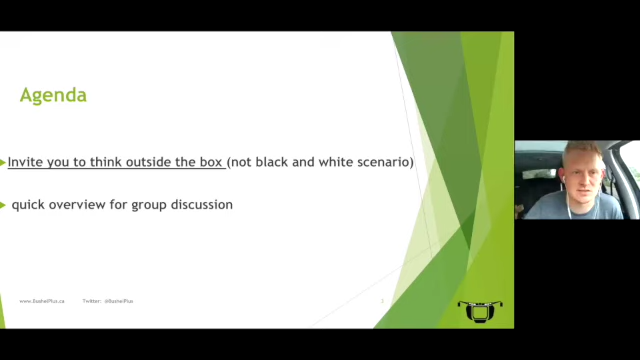 Agenda
Invite you to think outside the box (not black and white scenario)
quick overview for group discussion
www.BushelPlus.ca Twitter: @BushelPlus